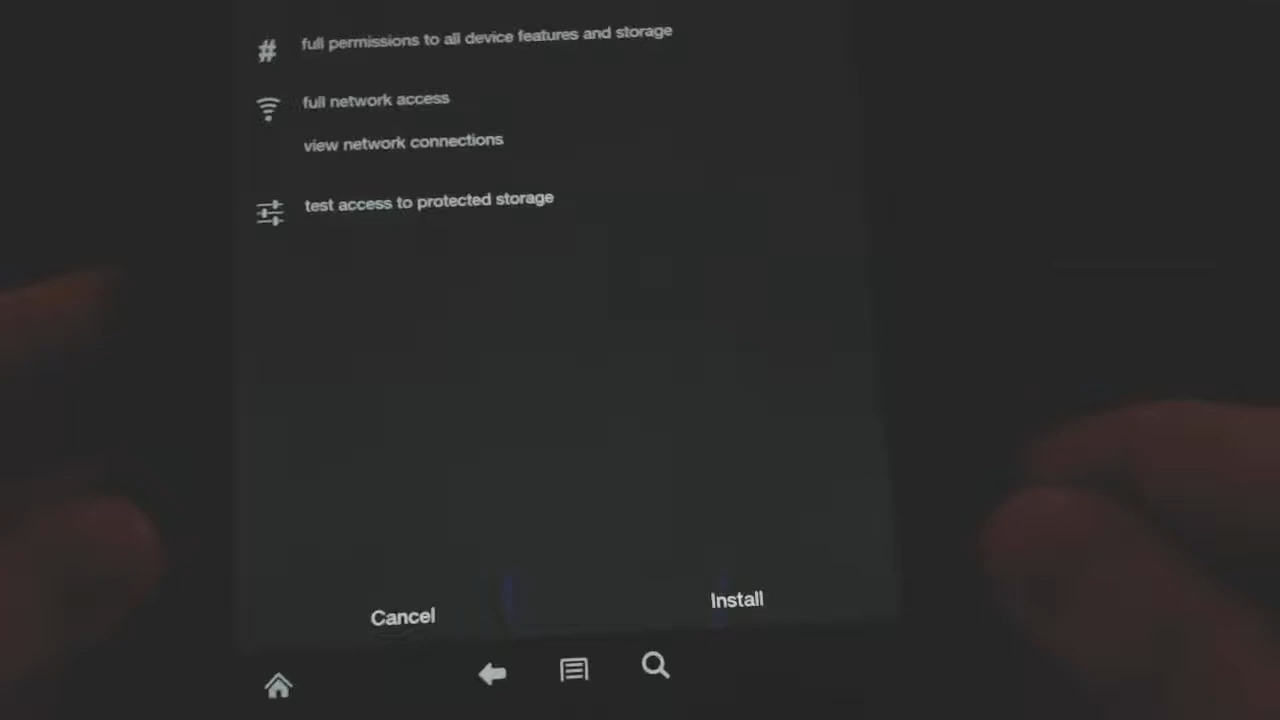 full permissions to all device features and storage
full network access
view network connections
test access to protected storage
Cancel
Install